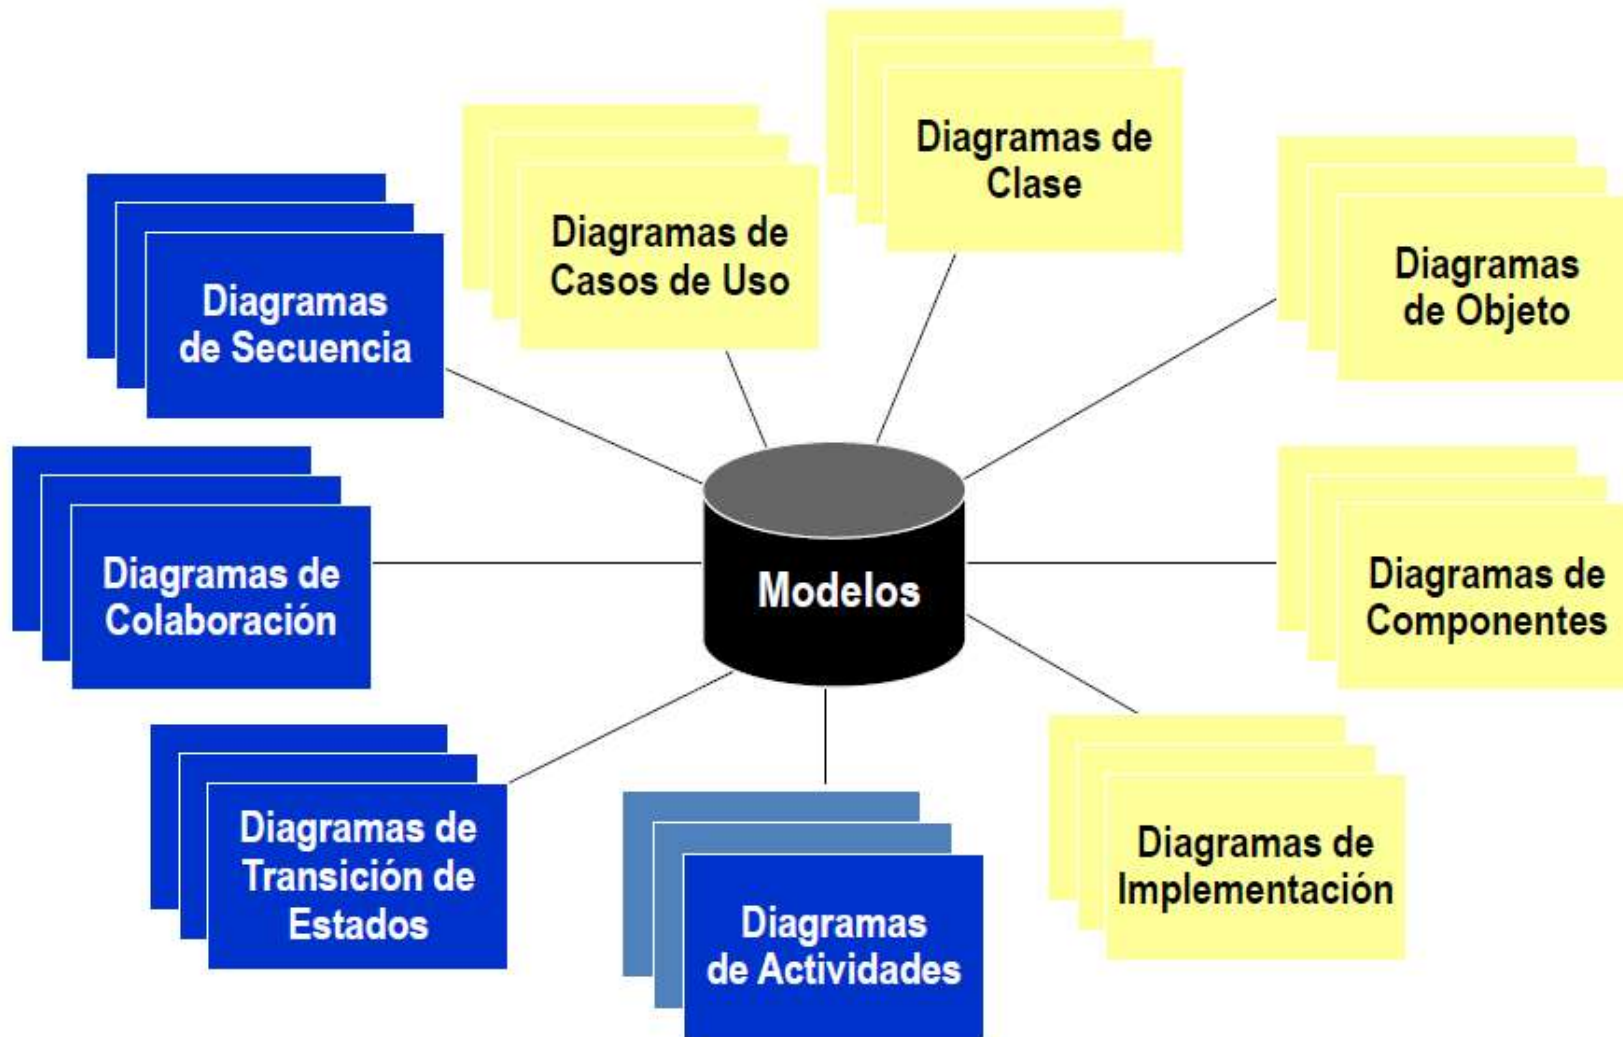 Diagramas de
Clase
Diagramas de
Casos de Uso
Diagramas
de Objeto
Diagramas
de Secuencia
Modelos
Diagramas de
Colaboración
Diagramas de
Componentes
Diagramas de
Transición de
Estados
Diagramas
de Actividades
Diagramas de
Implementación